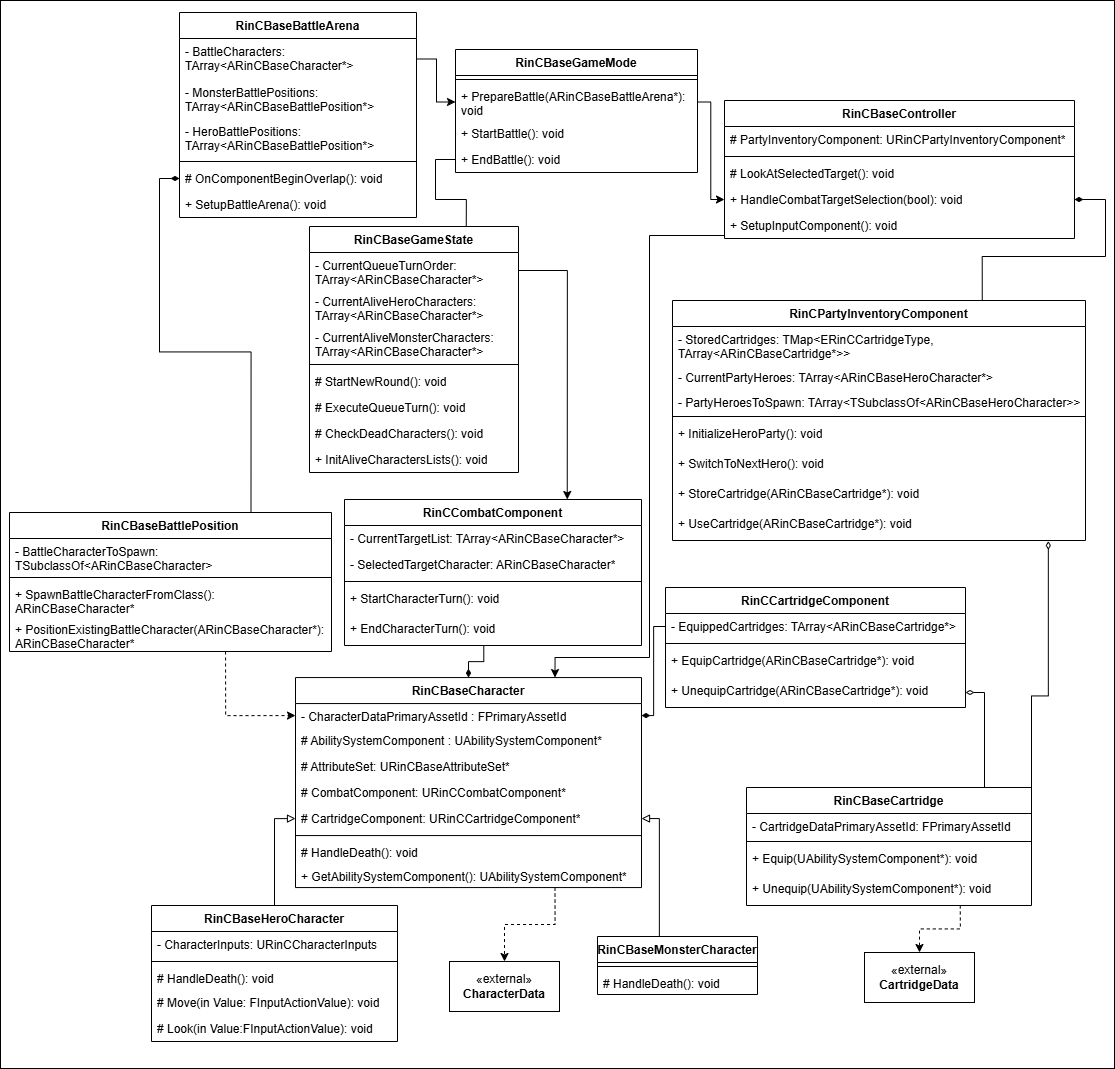 RinCBaseBattleArena
- BattleCharacters:
TArray<ARinCBaseCharacter*>
- MonsterBattlePositions:
TArray<ARinCBaseBattlePosition*>
- HeroBattlePositions:
TArray<ARinCBaseBattlePosition*>
# OnComponentBeginOverlap(): void
+ SetupBattleArena(): void
RinCBaseGameMode
+ PrepareBattle(ARinCBaseBattleArena*):
void
+ StartBattle(): void
+ EndBattle(): void
RinCBaseController
# PartyInventoryComponent: URinCPartyInventoryComponent*
# LookAtSelectedTarget(): void
+ HandleCombatTargetSelection(bool): void
+ SetupInputComponent(): void
RinCBaseGameState
- CurrentQueueTurnOrder:
TArray<ARinCBaseCharacter*>
- CurrentAliveHeroCharacters:
TArray<ARinCBaseCharacter*>
- CurrentAliveMonsterCharacters:
TArray<ARinCBaseCharacter*>
# StartNewRound(): void
# ExecuteQueueTurn(): void
# CheckDeadCharacters(): void
+ InitAliveCharactersLists(): void
RinCPartyInventoryComponent
- StoredCartridges: TMap<ERinCCartridgeType,
TArray<ARinCBaseCartridge*>>
- CurrentPartyHeroes: TArray<ARinCBaseHeroCharacter*>
- PartyHeroesToSpawn: TArray<TSubclassOf<ARinCBaseHeroCharacter>>
+ InitializeHeroParty(): void
+ SwitchToNextHero(): void
+ StoreCartridge(ARinCBaseCartridge*): void
+ UseCartridge(ARinCBaseCartridge*): void
RinCBaseBattlePosition
- BattleCharacterToSpawn:
TSubclassOf<ARinCBaseCharacter>
+ SpawnBattleCharacterFromClass():
ARinCBaseCharacter*
+ PositionExistingBattleCharacter(ARinCBaseCharacter*):
ARinCBaseCharacter*
RinCCombatComponent
- CurrentTargetList: TArray<ARinCBaseCharacter*>
- SelectedTargetCharacter: ARinCBaseCharacter*
+ StartCharacterTurn(): void
+ EndCharacterTurn(): void
RinCCartridgeComponent
- EquippedCartridges: TArray<ARinCBaseCartridge*>
+ EquipCartridge(ARinCBaseCartridge*): void
+ UnequipCartridge(ARinCBaseCartridge*): void
RinCBaseCharacter
- CharacterDataPrimaryAssetId : FPrimaryAssetId
# AbilitySystemComponent : UAbilitySystemComponent*
# AttributeSet: URinCBaseAttributeSet*
# CombatComponent: URinCCombatComponent*
# CartridgeComponent: URinCCartridgeComponent*
# HandleDeath(): void
+ GetAbilitySystemComponent(): UAbilitySystemComponent*
RinCBaseCartridge
- CartridgeDataPrimaryAssetId: FPrimaryAssetId
+ Equip(UAbilitySystemComponent*): void
+ Unequip(UAbilitySystemComponent*): void
RinCBaseHeroCharacter
- CharacterInputs: URinCCharacterInputs
# HandleDeath(): void
# Move(in Value: FInputActionValue): void
# Look(in Value:FInputActionValue): void
«external»
CharacterData
RinCBaseMonsterCharacter
# HandleDeath(): void
«external»
CartridgeData